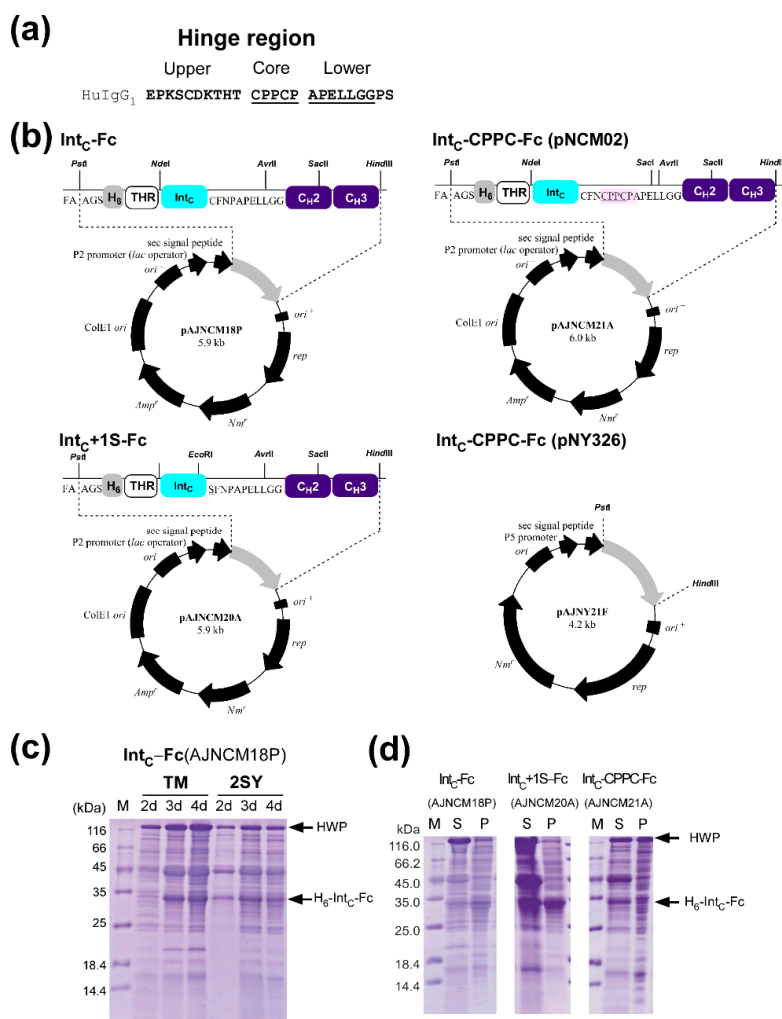 (a)
Hinge region
Upper Core Lower
HuIgG1 EPKSCDKTHT CPPCP APELLGGPS
(b)
IntC-Fc
PstI NdeI AvrII SacII HindIII
FA AGS H6 THR IntC CFNPAPELLGG CH2 CH3
sec signal peptide
P2 promoter (lac operator)
ori
ColE1 ori
pAJNCM18P
5.9 kb
ori+
rep
Ampr
Nmr
IntC-CPPC-Fc (pNCM02)
PstI NdeI SacI AvrII SacII HindIII
FA AGS H6 THR IntC CFNCPPCPAPELLGG CH2 CH3
sec signal peptide
P2 promoter (lac operator)
ori
ColE1 ori
pAJNCM21A
6.0 kb
ori−
rep
Ampr
Nmr
IntC+1S-Fc
PstI EcoRI AvrII SacII HindIII
FA AGS H6 THR IntC SFNPAPELLGG CH2 CH3
sec signal peptide
P2 promoter (lac operator)
ori
ColE1 ori
pAJNCM20A
5.9 kb
ori+
rep
Ampr
Nmr
IntC-CPPC-Fc (pNY326)
PstI
sec signal peptide
P5 promoter
ori
HindIII
pAJNY21F
4.2 kb
ori+
Nmr
rep
(c)
IntC–Fc(AJNCM18P)
TM 2SY
(kDa) M 2d 3d 4d 2d 3d 4d
116 HWP
66
45
35 H6-IntC-Fc
25
18.4
14.4
(d)
IntC-Fc IntC+1S–Fc IntC-CPPC-Fc
(AJNCM18P) (AJNCM20A) (AJNCM21A)
M S P S P M S P
kDa
116.0 HWP
66.2
45.0
35.0 H6-IntC-Fc
25.0
18.4
14.4